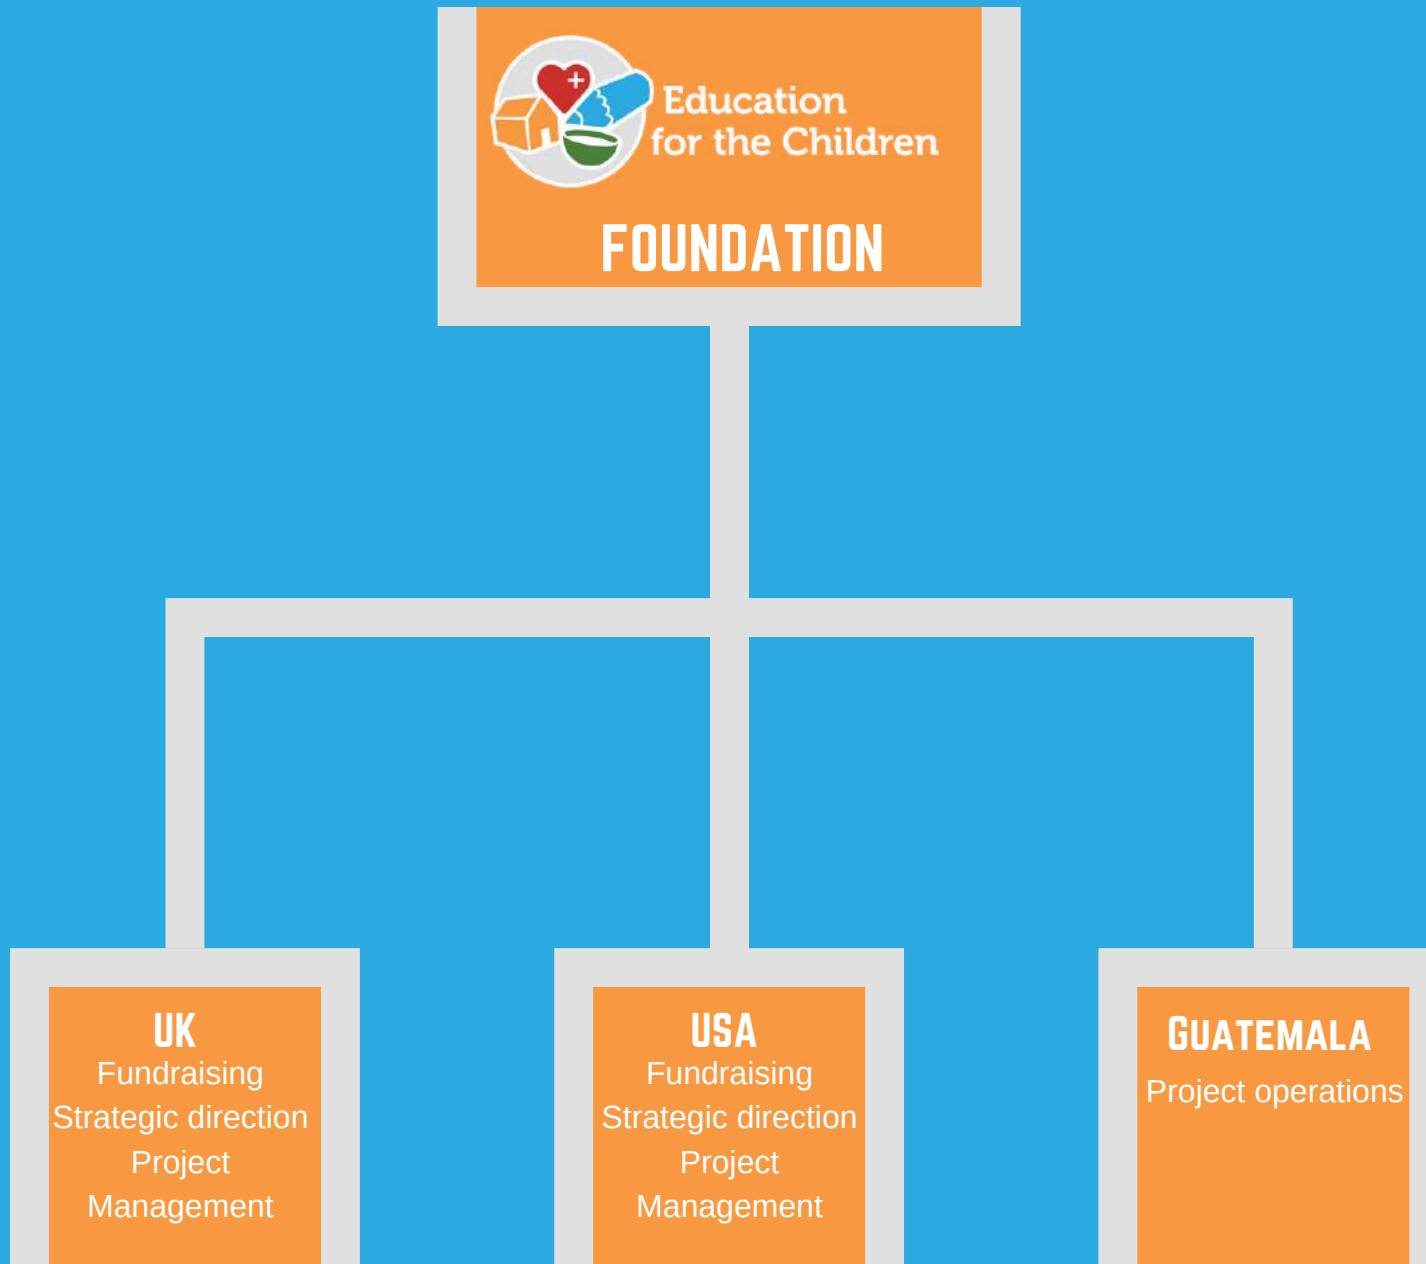 Education
for the Children
FOUNDATION
UK
Fundraising
Strategic direction
Project
Management
USA
Fundraising
Strategic direction
Project
Management
GUATEMALA
Project operations